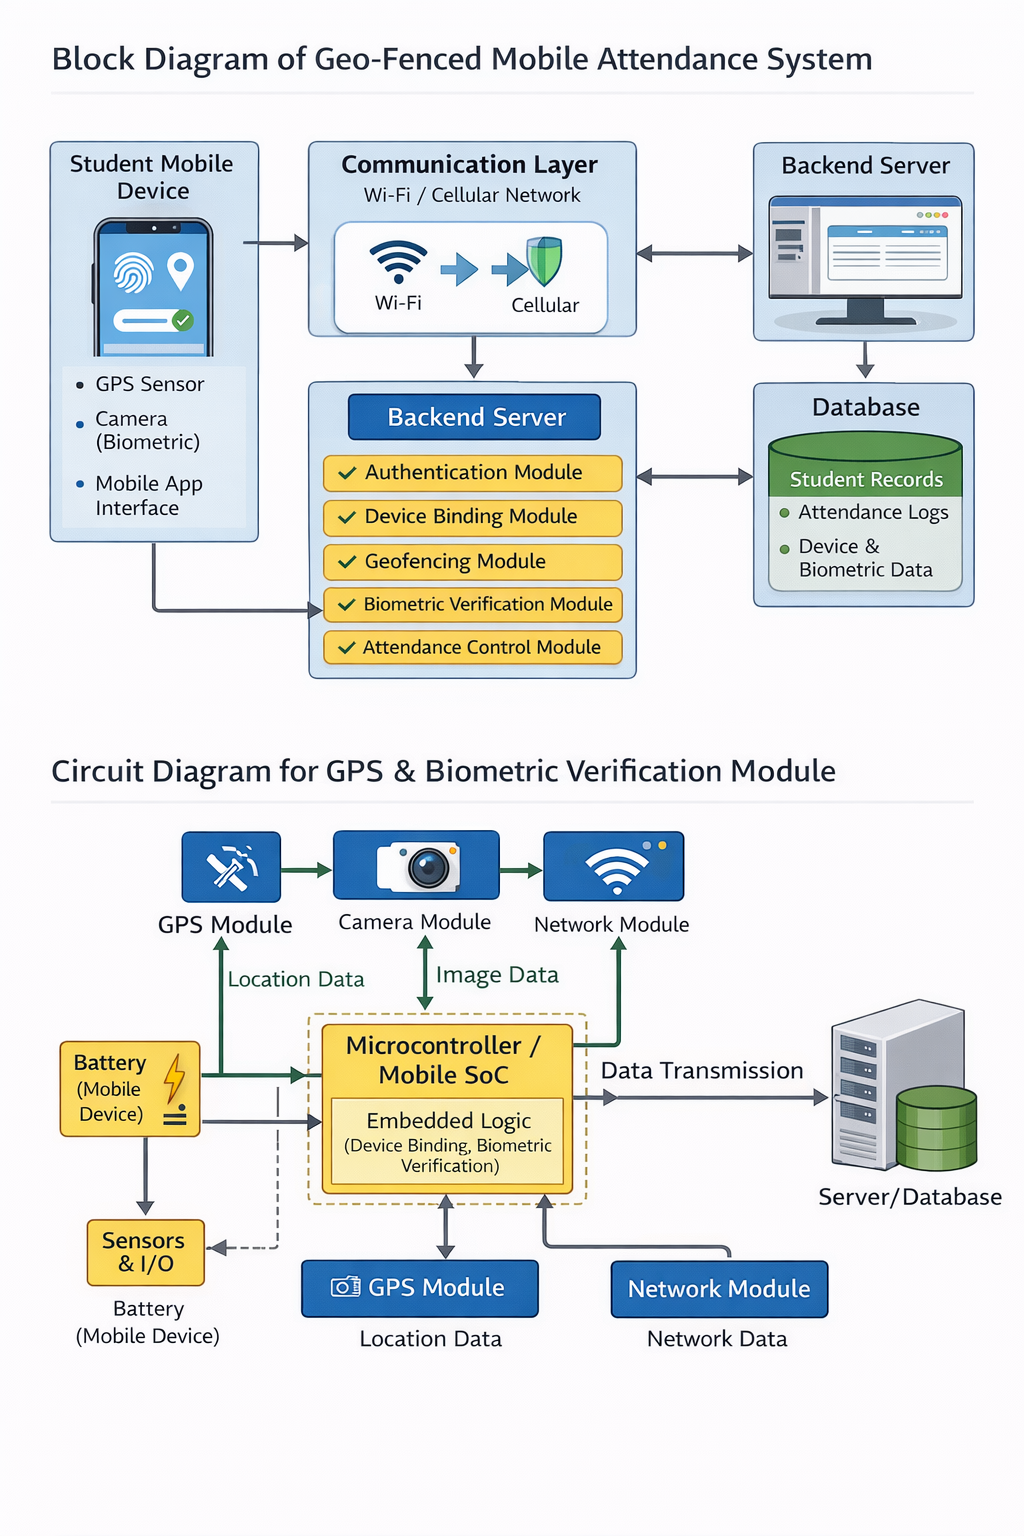 Block Diagram of Geo-Fenced Mobile Attendance System
Student Mobile
Device
GPS Sensor
Camera
(Biometric)
Mobile App
Interface
Communication Layer
Wi-Fi / Cellular Network
Wi-Fi
Cellular
Backend Server
Backend Server
Authentication Module
Device Binding Module
Geofencing Module
Biometric Verification Module
Attendance Control Module
Database
Student Records
Attendance Logs
Device &
Biometric Data
Circuit Diagram for GPS & Biometric Verification Module
GPS Module
Camera Module
Network Module
Location Data
Image Data
Battery
(Mobile
Device)
Microcontroller /
Mobile SoC
Embedded Logic
(Device Binding, Biometric
Verification)
Data Transmission
Server/Database
Sensors
& I/O
Battery
(Mobile Device)
GPS Module
Location Data
Network Module
Network Data